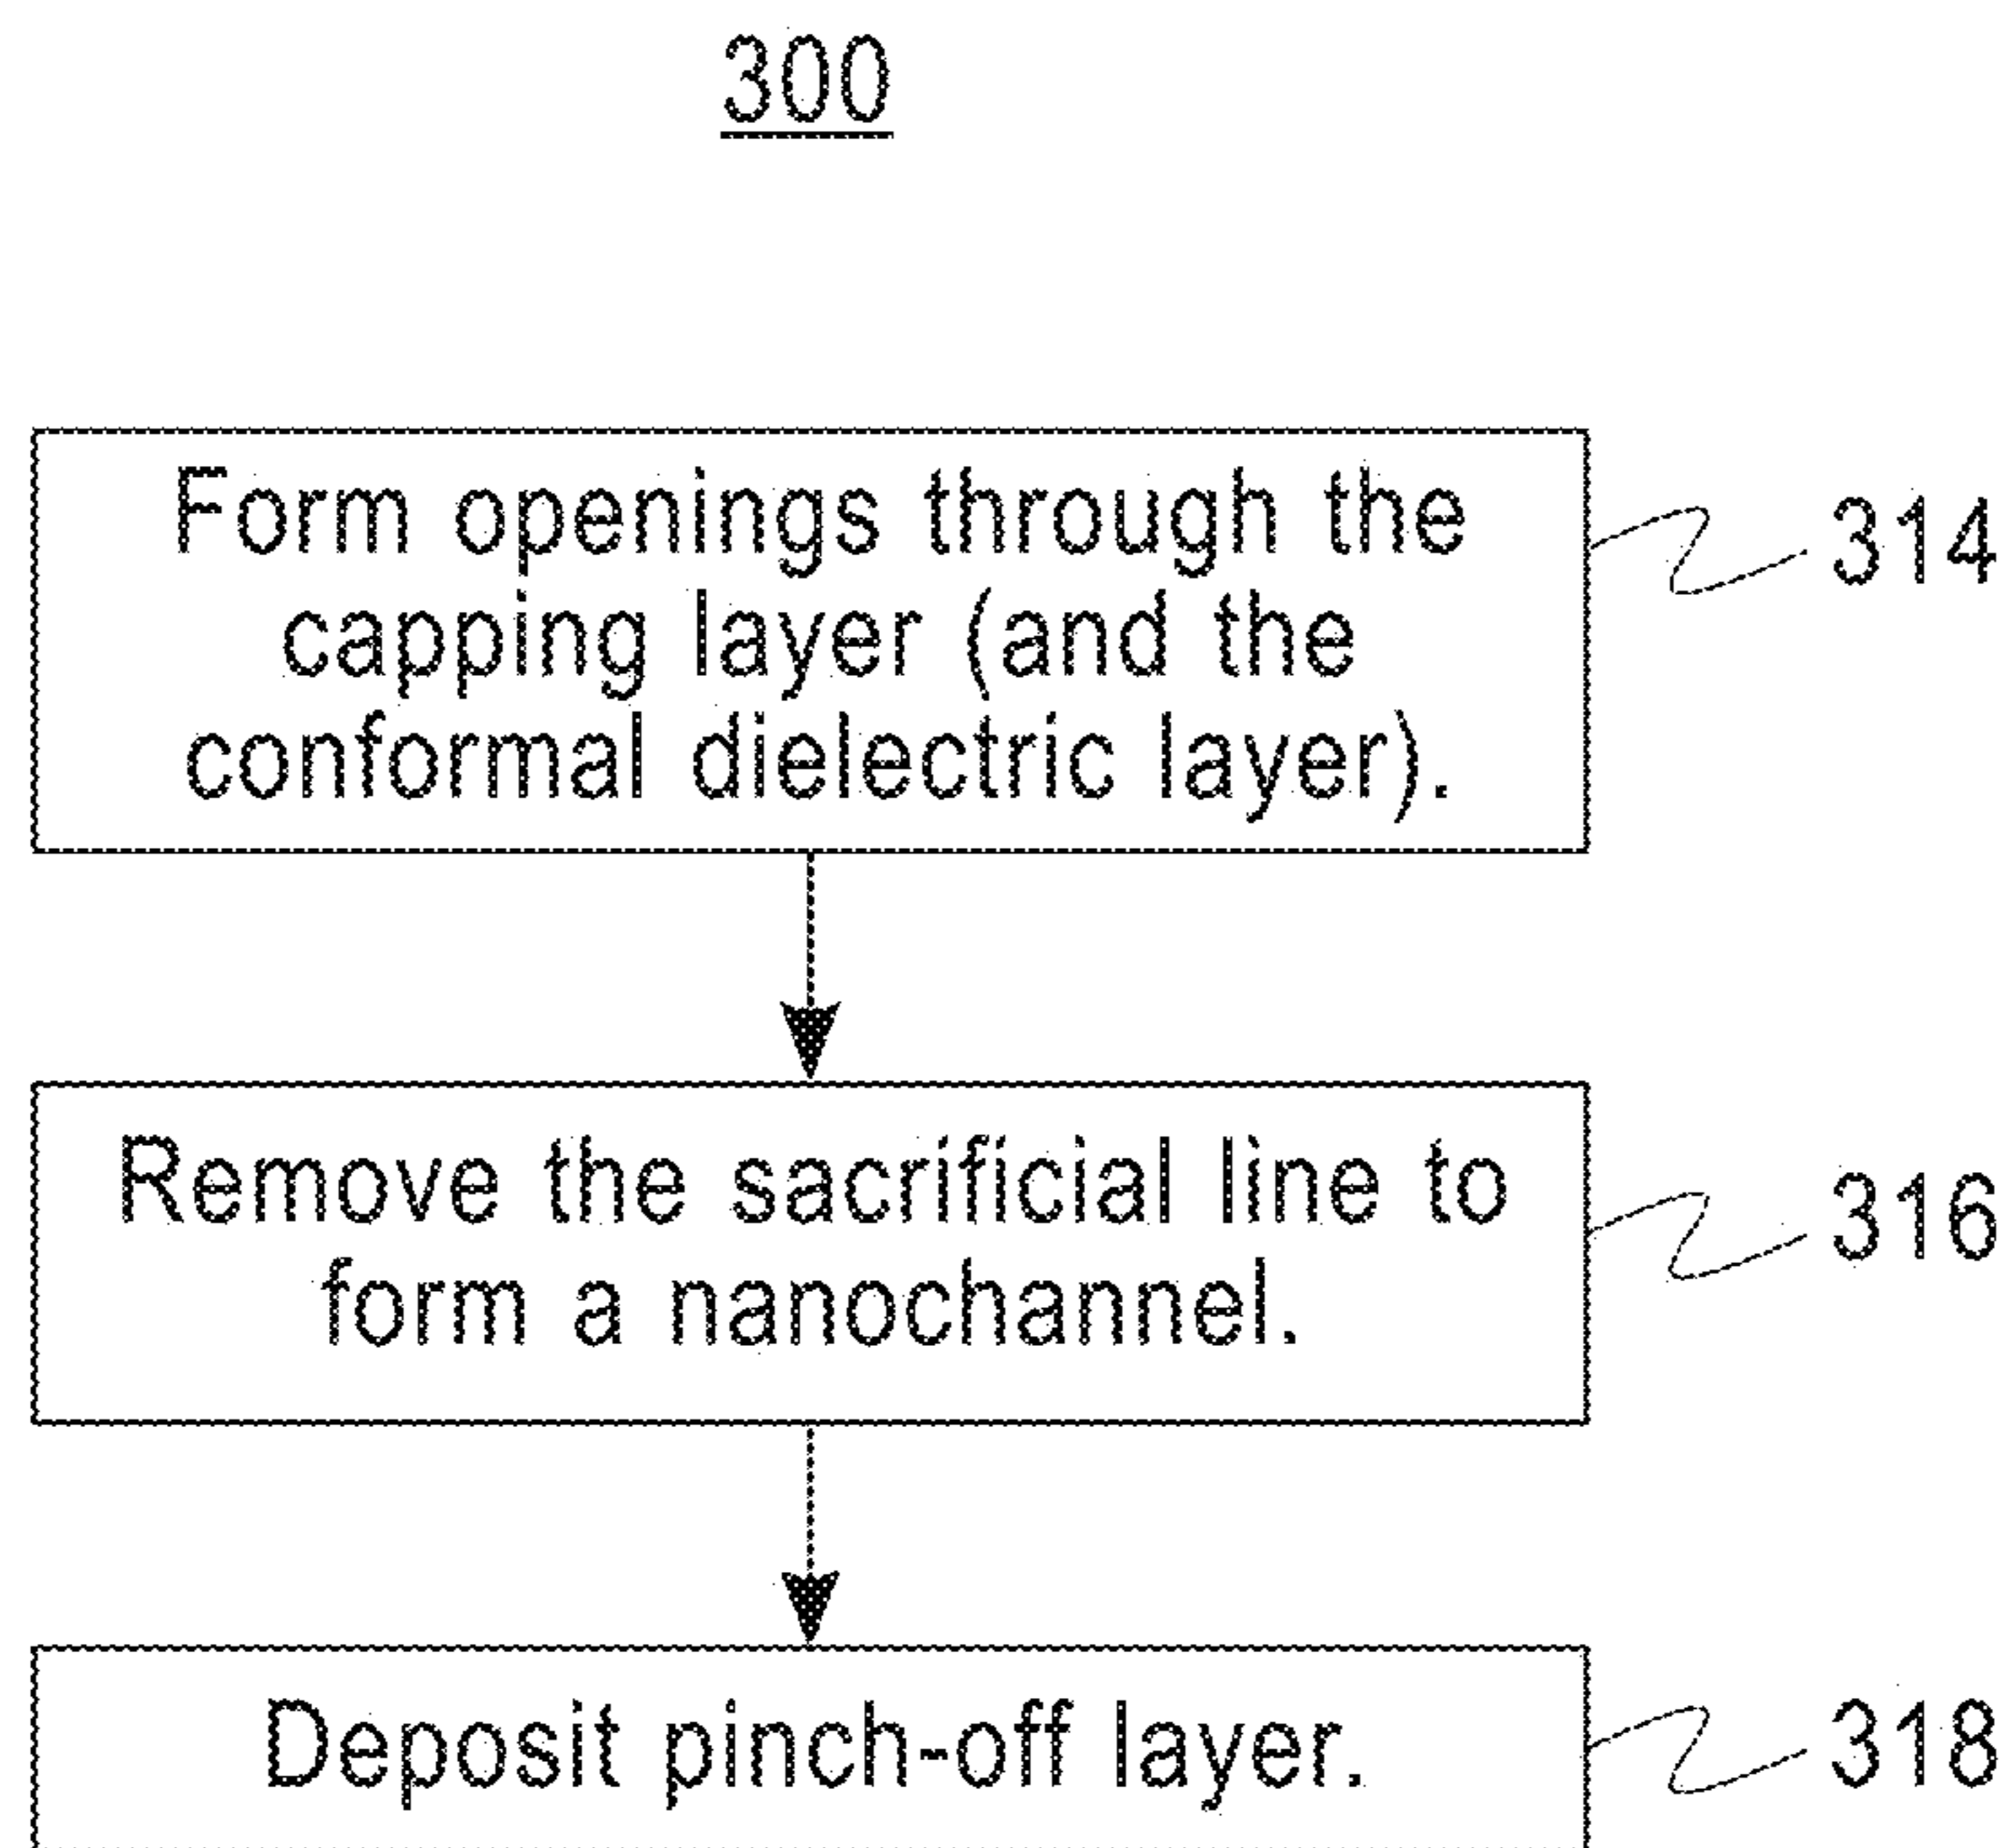 300
Form openings through the
capping layer (and the
conformal dielectric layer).
314
Remove the sacrificial line to
form a nanochannel.
316
Deposit pinch-off layer.
318